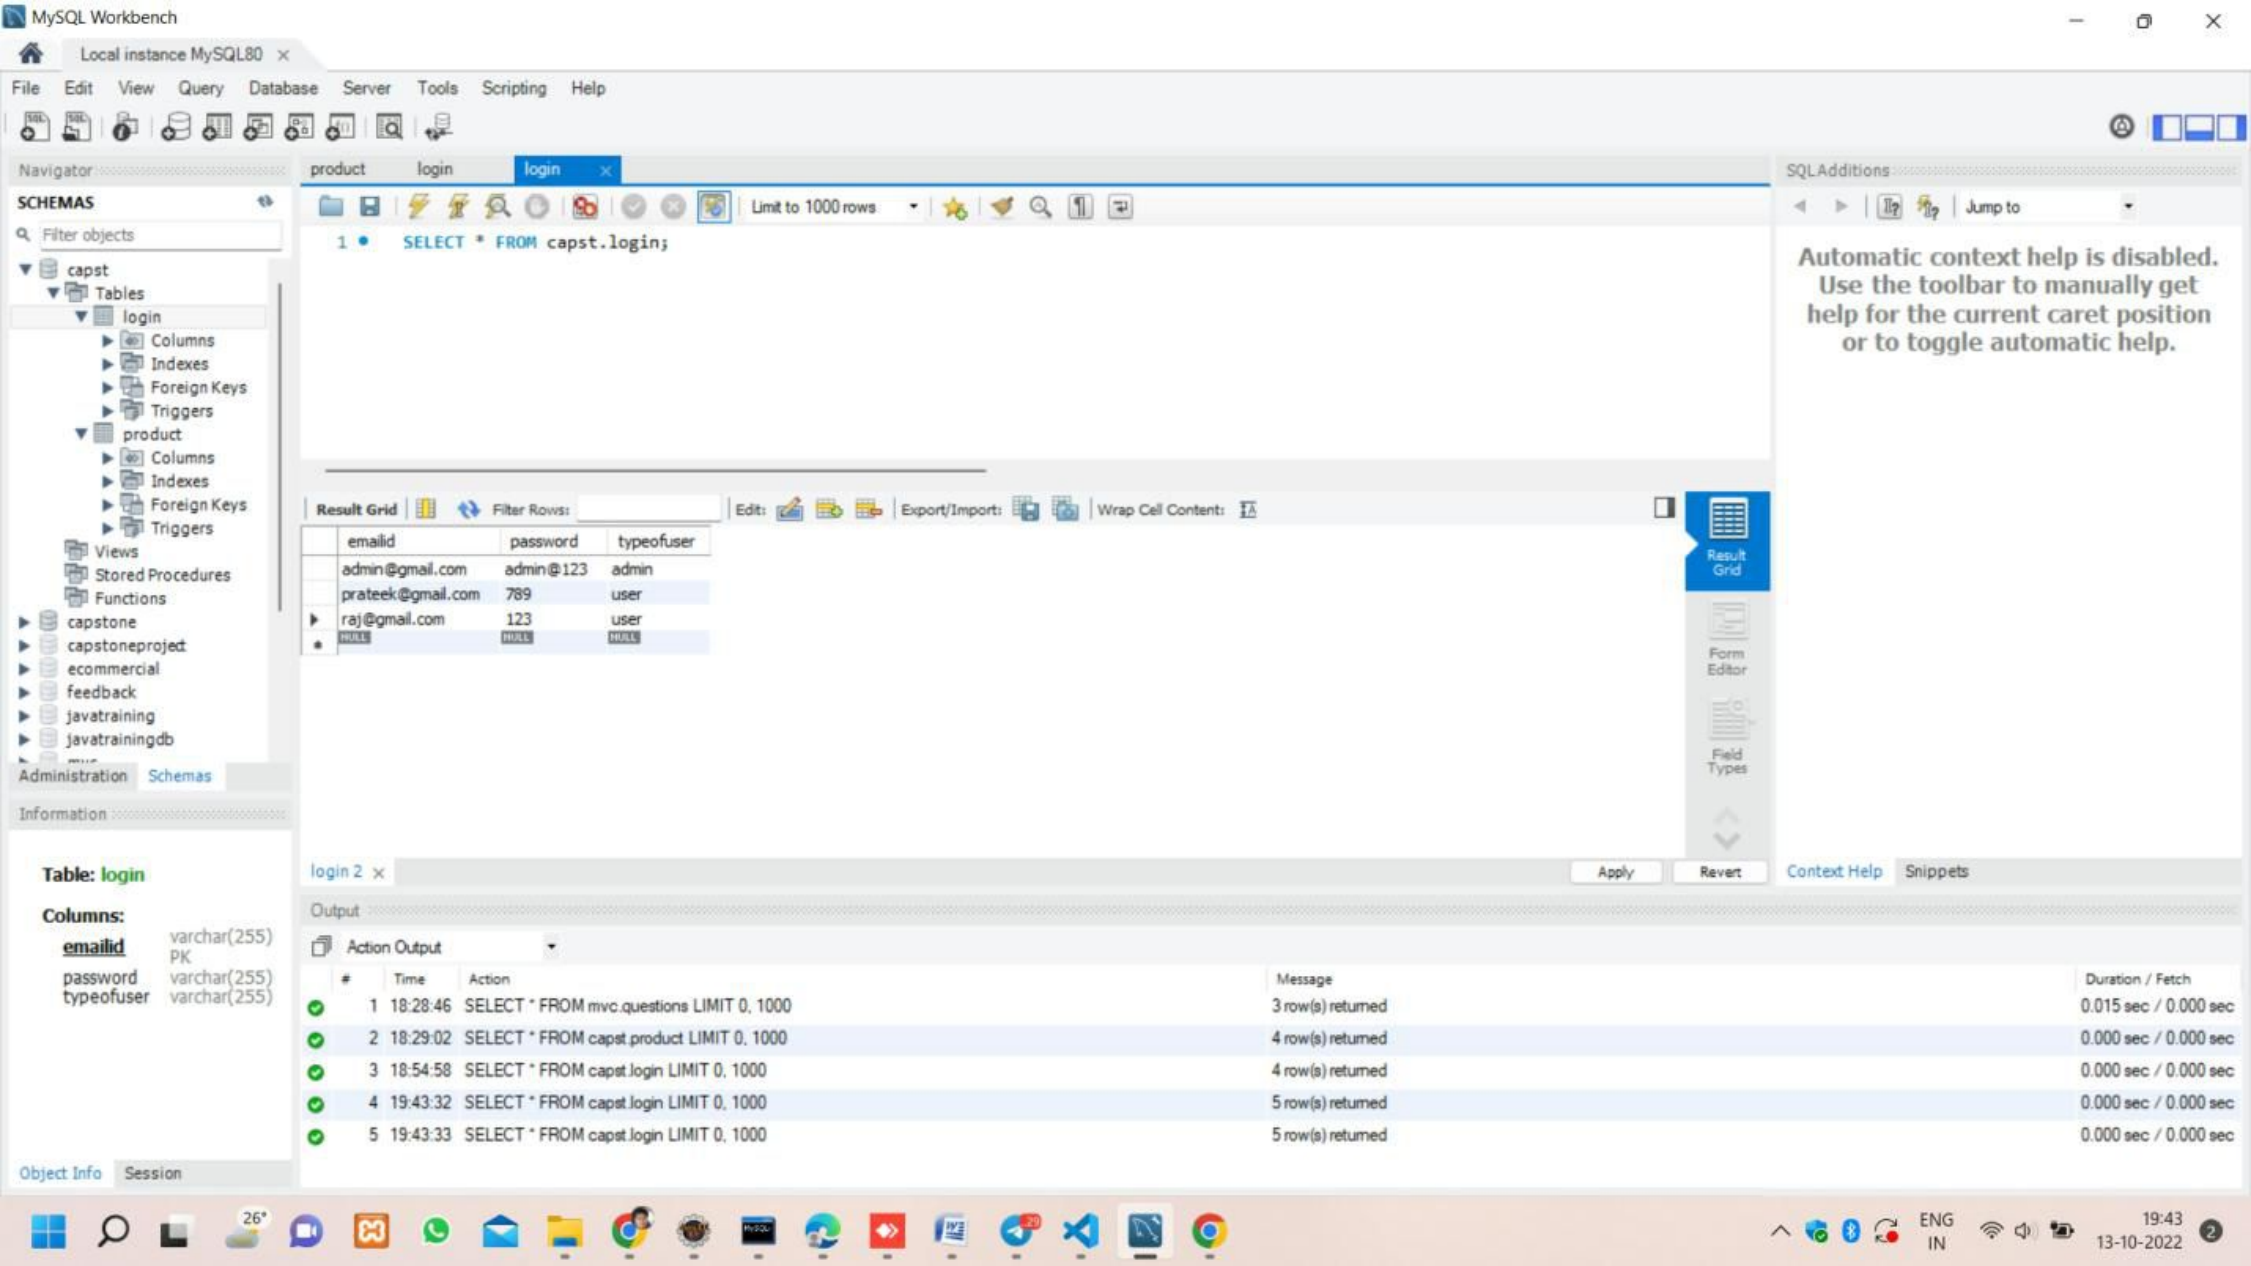 MySQL Workbench
Local instance MySQL80
File Edit View Query Database Server Tools Scripting Help
Navigator
SCHEMAS
Filter objects
capst
Tables
login
Columns
Indexes
Foreign Keys
Triggers
product
Columns
Indexes
Foreign Keys
Triggers
Views
Stored Procedures
Functions
capstone
capstoneproject
ecommercial
feedback
javatraining
javatrainingdb
Administration Schemas
Information
Table: login
Columns:
emailid varchar(255) PK
password varchar(255)
typeofuser varchar(255)
Object Info Session
product login login
Limit to 1000 rows
1 SELECT * FROM capst.login;
Result Grid Filter Rows: Edit: Export/Import: Wrap Cell Content:
emailid password typeofuser
admin@gmail.com admin@123 admin
prateek@gmail.com 789 user
raj@gmail.com 123 user
NULL NULL NULL
Result Grid
Form Editor
Field Types
login 2 Apply Revert
SQLAdditions
Jump to
Automatic context help is disabled.
Use the toolbar to manually get
help for the current caret position
or to toggle automatic help.
Context Help Snippets
Output
Action Output
# Time Action Message Duration / Fetch
1 18:28:46 SELECT * FROM mvc.questions LIMIT 0, 1000 3 row(s) returned 0.015 sec / 0.000 sec
2 18:29:02 SELECT * FROM capst.product LIMIT 0, 1000 4 row(s) returned 0.000 sec / 0.000 sec
3 18:54:58 SELECT * FROM capst.login LIMIT 0, 1000 4 row(s) returned 0.000 sec / 0.000 sec
4 19:43:32 SELECT * FROM capst.login LIMIT 0, 1000 5 row(s) returned 0.000 sec / 0.000 sec
5 19:43:33 SELECT * FROM capst.login LIMIT 0, 1000 5 row(s) returned 0.000 sec / 0.000 sec
26°
29
ENG
IN
19:43
13-10-2022
2